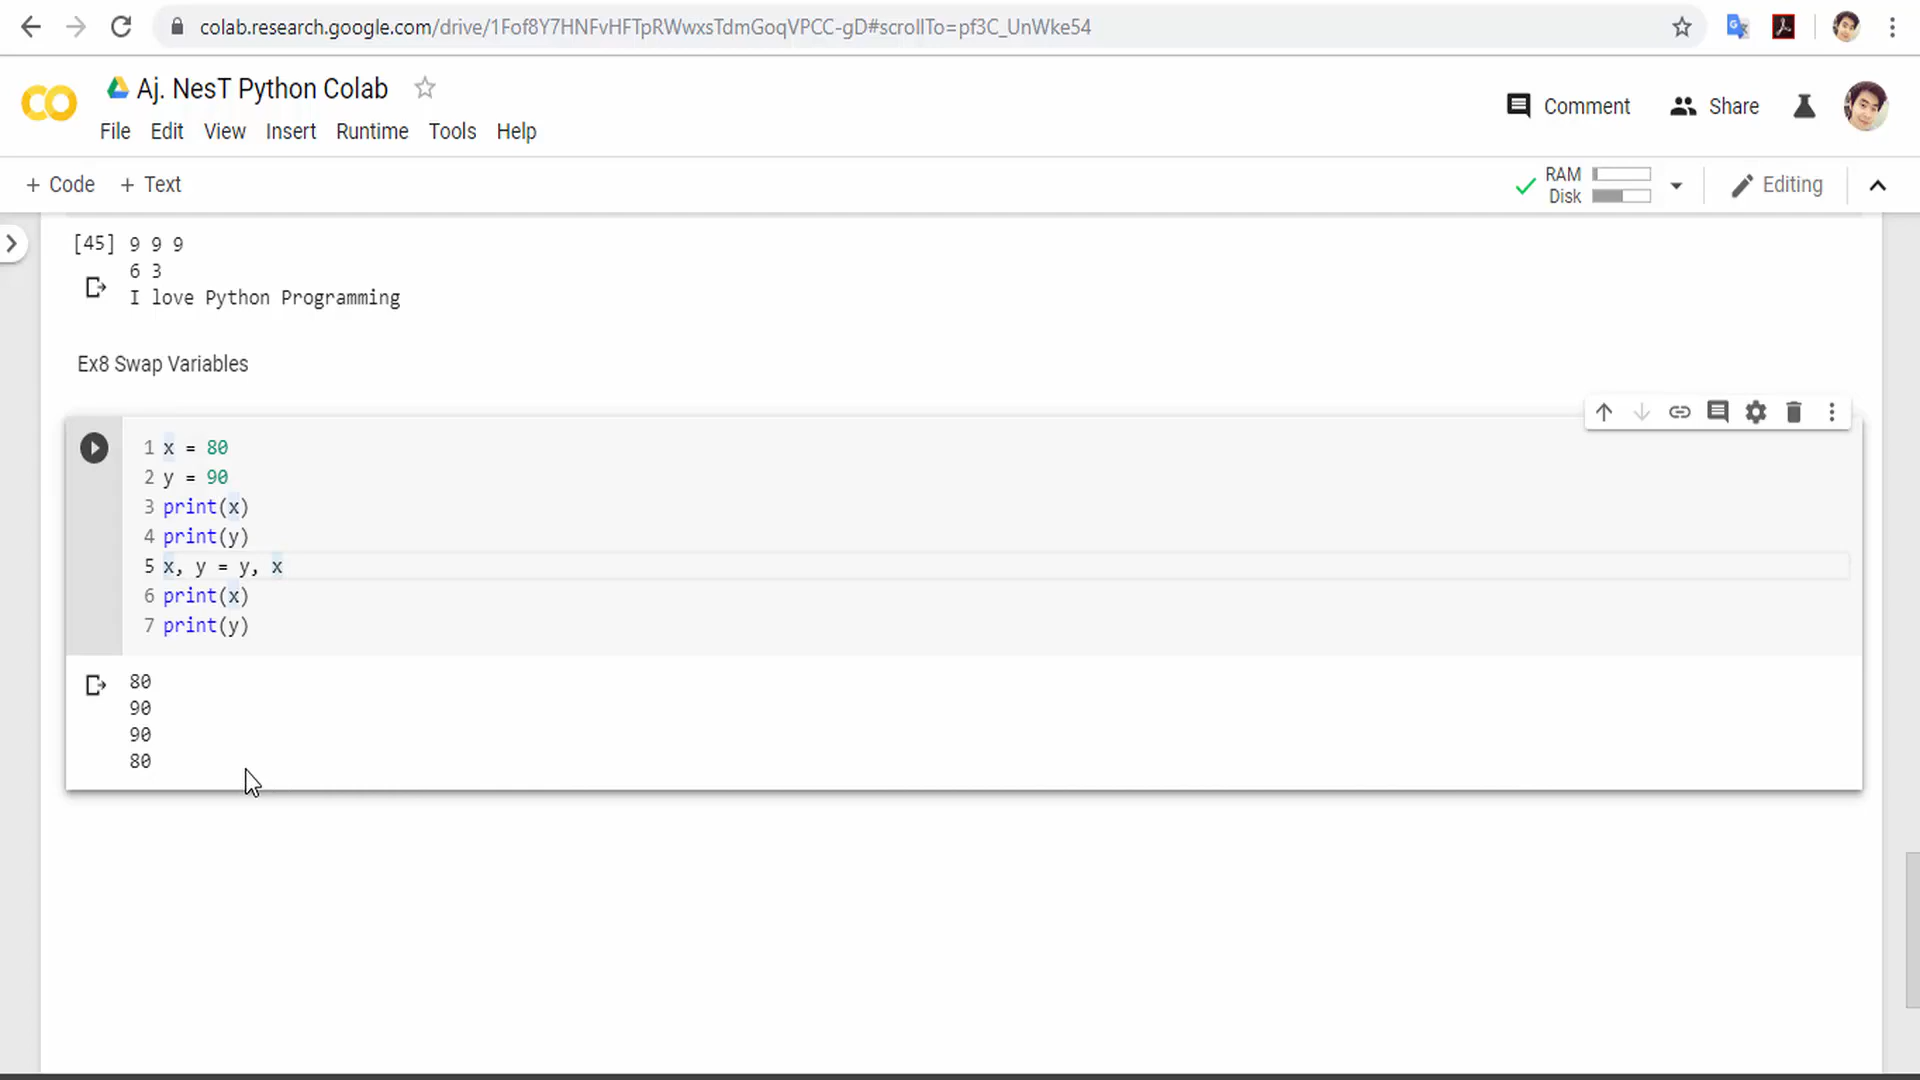 colab.research.google.com/drive/1Fof8Y7HNFvHFTpRWwxsTdmGoqVPCC-gD#scrollTo=pf3C_UnWke54
Aj. NesT Python Colab
File Edit View Insert Runtime Tools Help
Comment Share
+ Code + Text
RAM
Disk
Editing
[45] 9 9 9
6 3
I love Python Programming
Ex8 Swap Variables
1 x = 80
2 y = 90
3 print(x)
4 print(y)
5 x, y = y, x
6 print(x)
7 print(y)
80
90
90
80